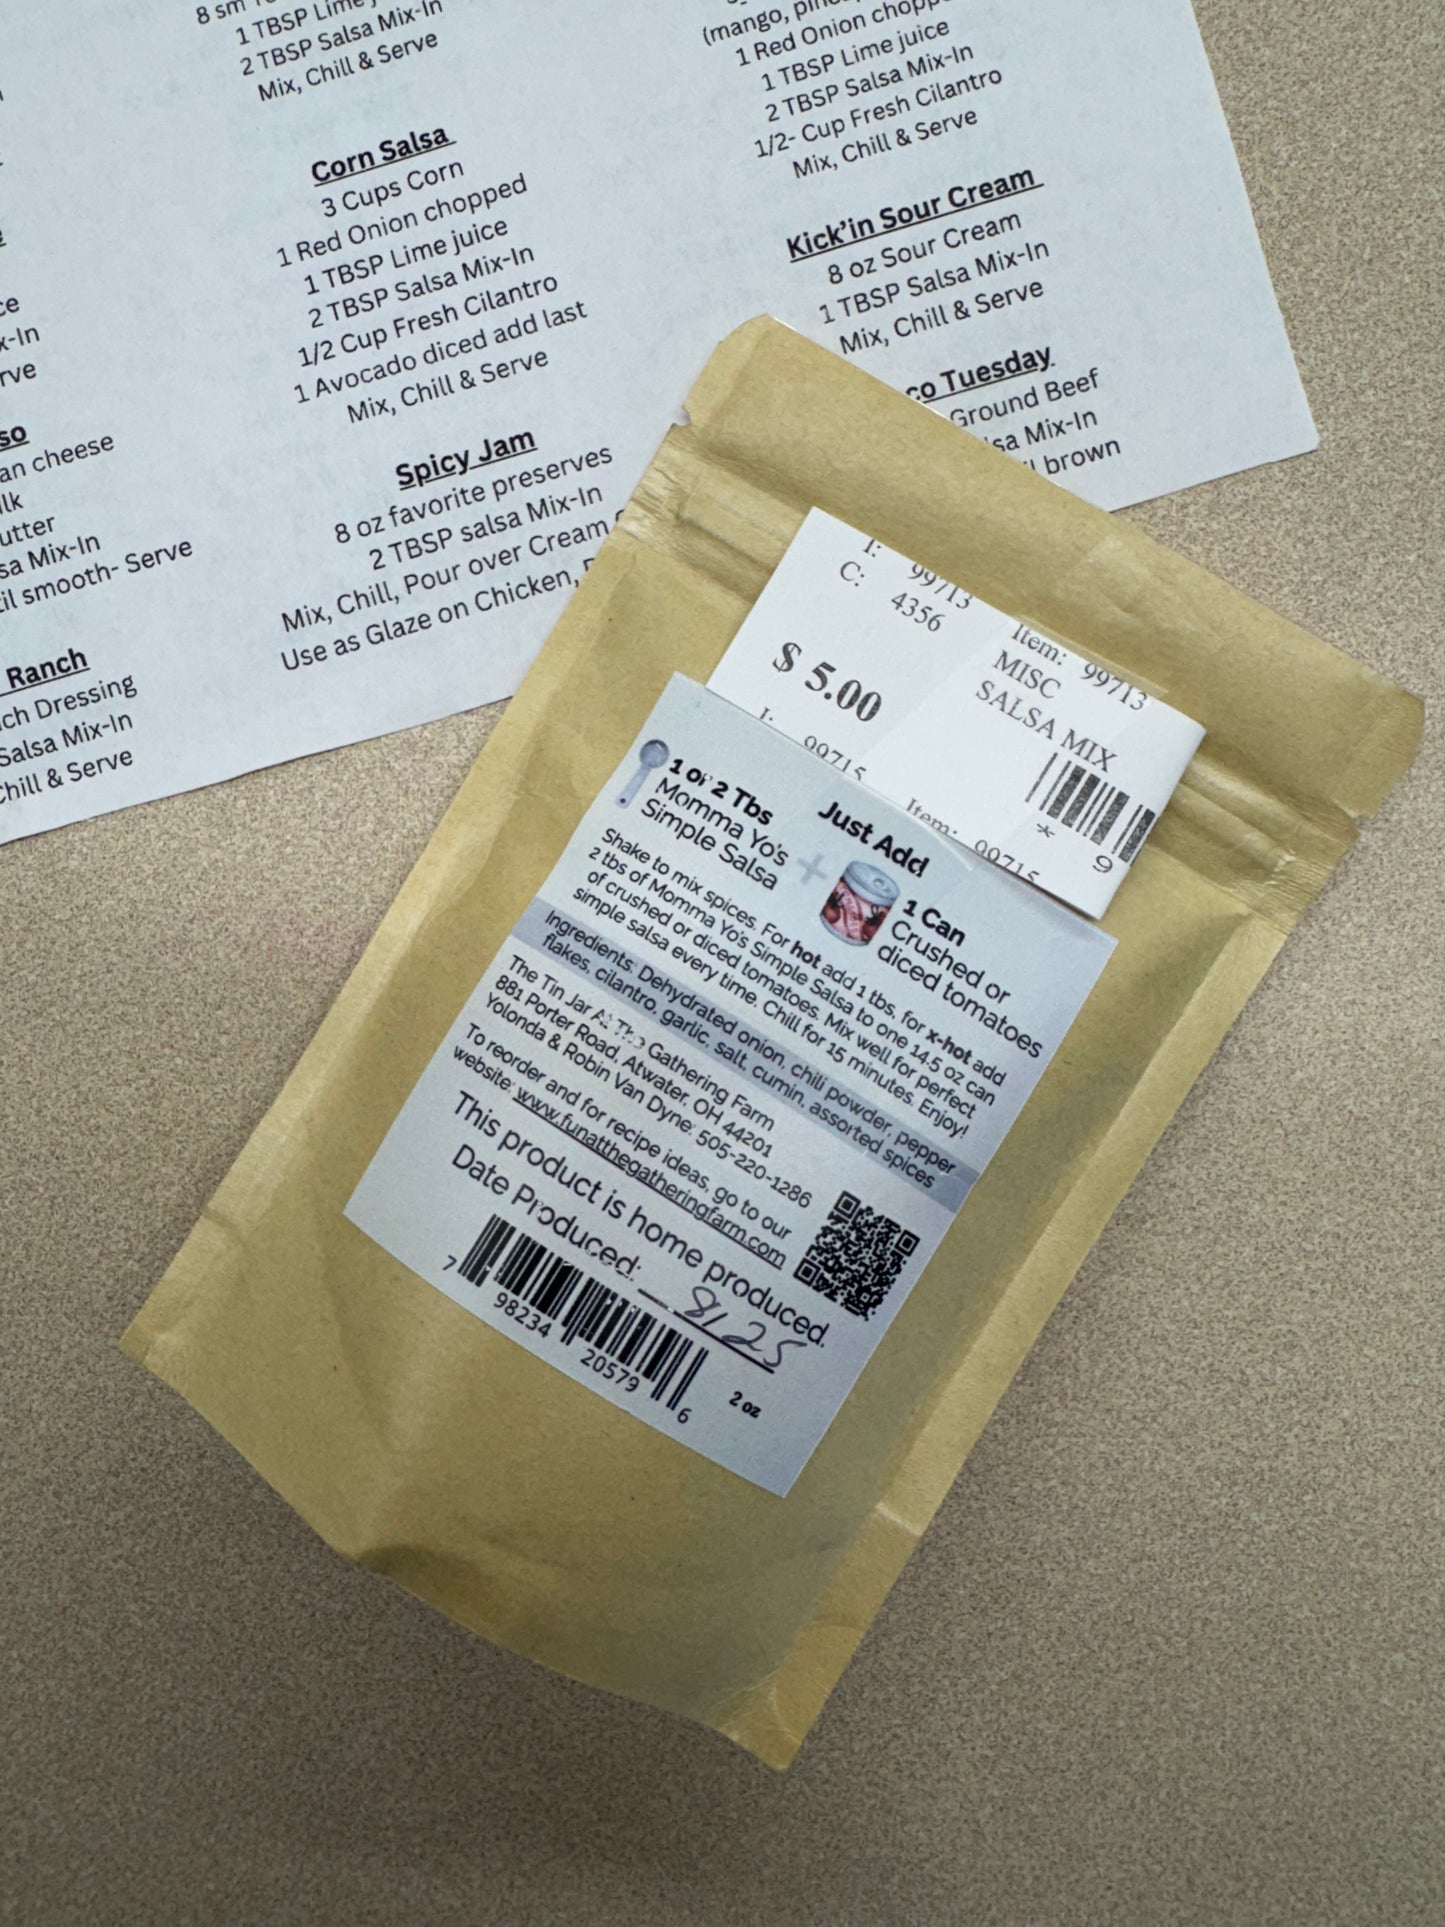 8 sm
1 TBSP Lime
2 TBSP Salsa Mix-In
Mix, Chill & Serve
Corn Salsa
3 Cups Corn
1 Red Onion chopped
1 TBSP Lime juice
2 TBSP Salsa Mix-In
1/2 Cup Fresh Cilantro
1 Avocado diced add last
Mix, Chill & Serve
Spicy Jam
8 oz favorite preserves
2 TBSP salsa Mix-In
Mix, Chill, Pour over Cream
Use as Glaze on Chicken,
(mango,
1 Red Onion
1 TBSP Lime juice
2 TBSP Salsa Mix-In
1/2- Cup Fresh Cilantro
Mix, Chill & Serve
Kick'in Sour Cream
8 oz Sour Cream
1 TBSP Salsa Mix-In
Mix, Chill & Serve
co Tuesday
Ground Beef
sa Mix-In
brown
ce
x-In
rve
so
an cheese
lk
utter
sa Mix-In
til smooth- Serve
Ranch
ch Dressing
Salsa Mix-In
Chill & Serve
I: 99713
C: 4356
$ 5.00
Item: 99713
MISC
SALSA MIX
* 9
I: 99715
Item: 99715
1 or 2 Tbs
Momma Yo's
Simple Salsa
+
Just Add
1 Can
Crushed or
diced tomatoes
Shake to mix spices. For hot add 1 tbs, for x-hot add
2 tbs of Momma Yo's Simple Salsa to one 14.5 oz can
of crushed or diced tomatoes. Mix well for perfect
simple salsa every time. Chill for 15 minutes. Enjoy!
Ingredients: Dehydrated onion, chili powder, pepper
flakes, cilantro, garlic, salt, cumin, assorted spices
The Tin Jar At The Gathering Farm
881 Porter Road, Atwater, OH 44201
Yolonda & Robin Van Dyne: 505-220-1286
To reorder and for recipe ideas, go to our
website: www.funatthegatheringfarm.com
This product is home produced.
Date Produced: 8/25
7 98234 20579 6
2 oz